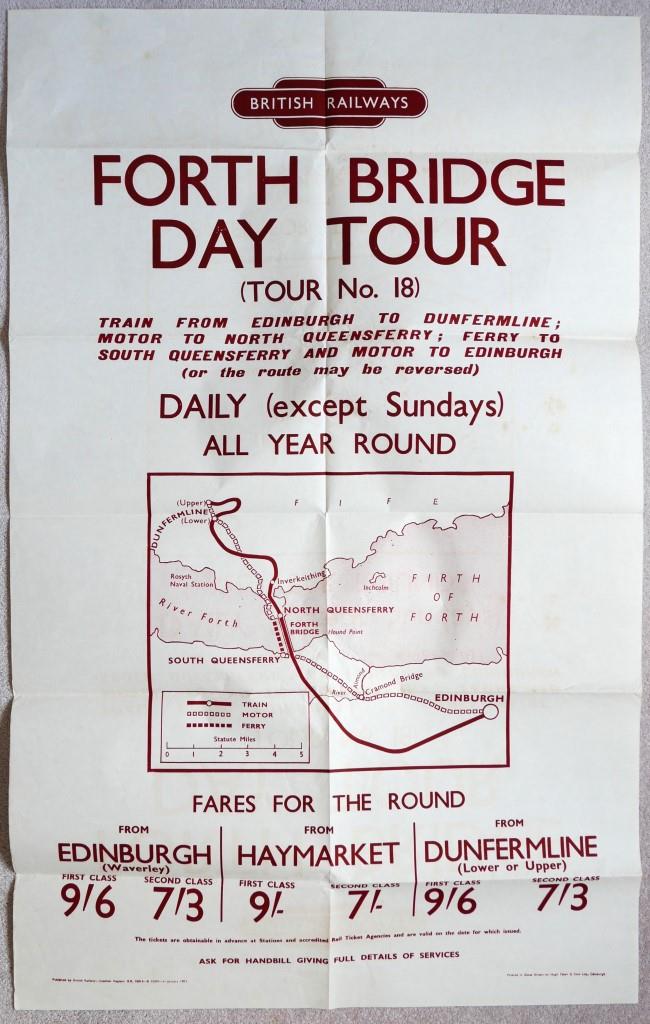 BRITISH RAILWAYS
FORTH BRIDGE
DAY TOUR
(TOUR No. 18)
TRAIN FROM EDINBURGH TO DUNFERMLINE;
MOTOR TO NORTH QUEENSFERRY; FERRY TO
SOUTH QUEENSFERRY AND MOTOR TO EDINBURGH
(or the route may be reversed)
DAILY (except Sundays)
ALL YEAR ROUND
(Upper)
DUNFERMLINE
(Lower)
F I F E
Rosyth
Naval Station
Inverkeithing
Inchcolm
FIRTH
OF
FORTH
River Forth
NORTH QUEENSFERRY
FORTH
BRIDGE
Hound Point
SOUTH QUEENSFERRY
River Almond
Cramond Bridge
EDINBURGH
TRAIN
MOTOR
FERRY
Statute Miles
0 1 2 3 4 5
FARES FOR THE ROUND
FROM FROM FROM
EDINBURGH HAYMARKET DUNFERMLINE
(Waverley) (Lower or Upper)
FIRST CLASS SECOND CLASS FIRST CLASS SECOND CLASS FIRST CLASS SECOND CLASS
9/6 7/3 9/- 7/- 9/6 7/3
The tickets are obtainable in advance at Stations and accredited Rail Ticket Agencies and are valid on the date for which issued.
ASK FOR HANDBILL GIVING FULL DETAILS OF SERVICES